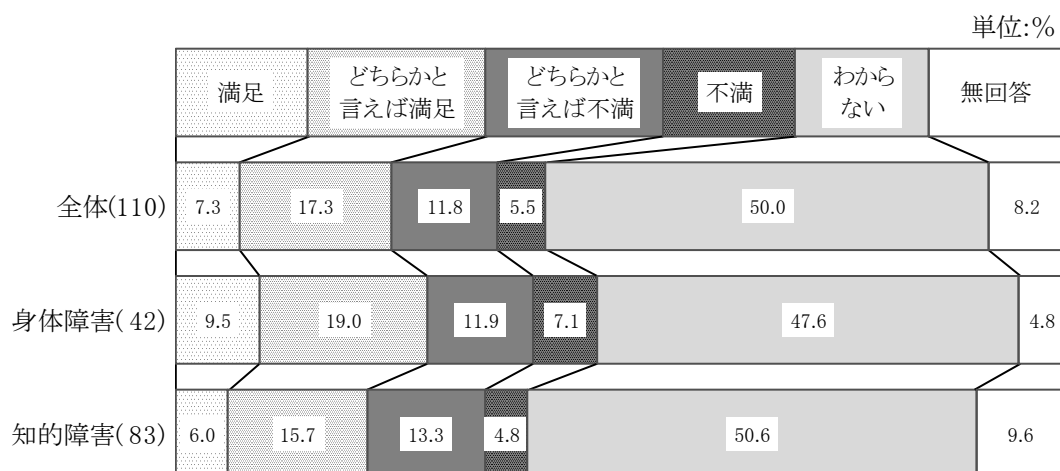 単位:%
満足
どちらかと
言えば満足
どちらかと
言えば不満
不満
わから
ない
無回答
全体(110)
7.3
17.3
11.8
5.5
50.0
8.2
身体障害( 42)
9.5
19.0
11.9
7.1
47.6
4.8
知的障害( 83)
6.0
15.7
13.3
4.8
50.6
9.6